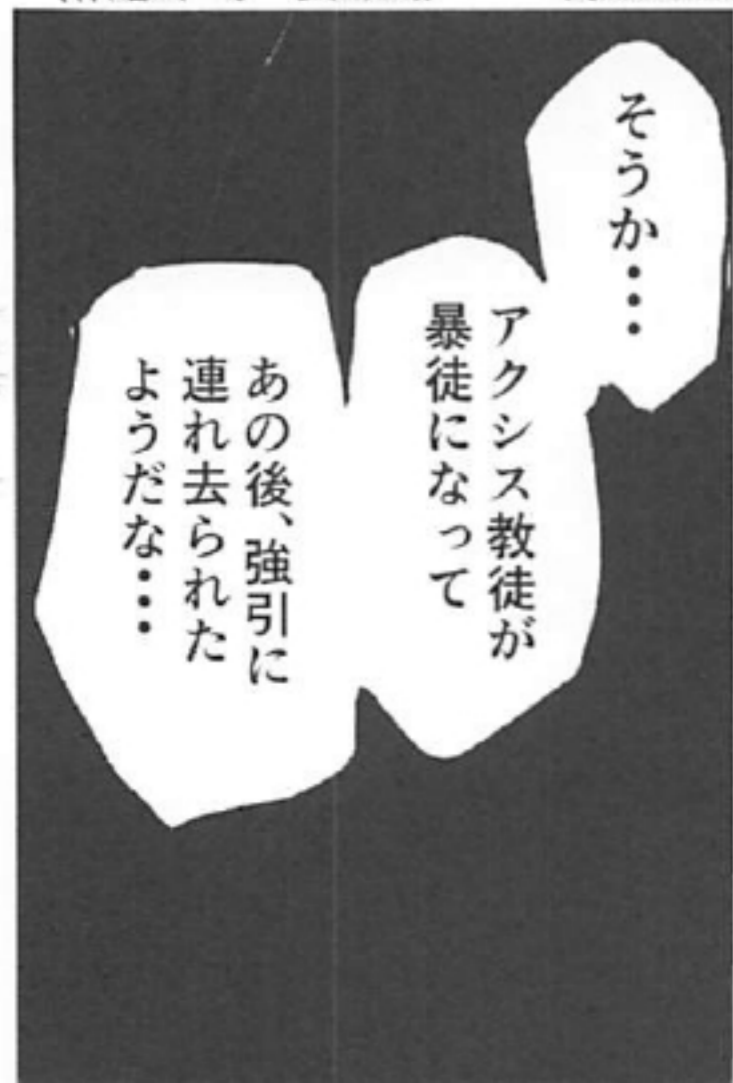 そうか・・・
アクシス教徒が
暴徒になって
あの後、強引に
連れ去られた
ようだな・・・